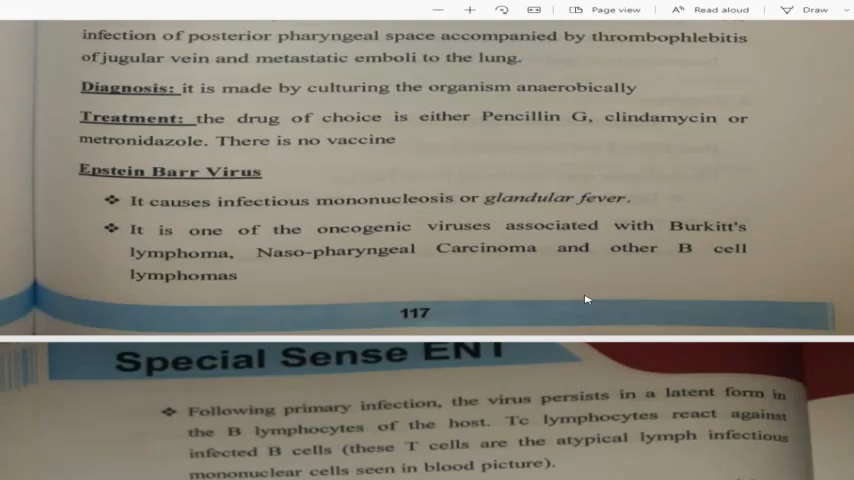 Page view
Read aloud
Draw
infection of posterior pharyngeal space accompanied by thrombophlebitis
of jugular vein and metastatic emboli to the lung.
Diagnosis: it is made by culturing the organism anaerobically
Treatment: the drug of choice is either Pencillin G, clindamycin or
metronidazole. There is no vaccine
Epstein Barr Virus
❖ It causes infectious mononucleosis or glandular fever.
❖ It is one of the oncogenic viruses associated with Burkitt's
lymphoma, Naso-pharyngeal Carcinoma and other B cell
lymphomas
117
Special Sense ENT
❖ Following primary infection, the virus persists in a latent form in
the B lymphocytes of the host. Tc lymphocytes react against
infected B cells (these T cells are the atypical lymph infectious
mononuclear cells seen in blood picture).